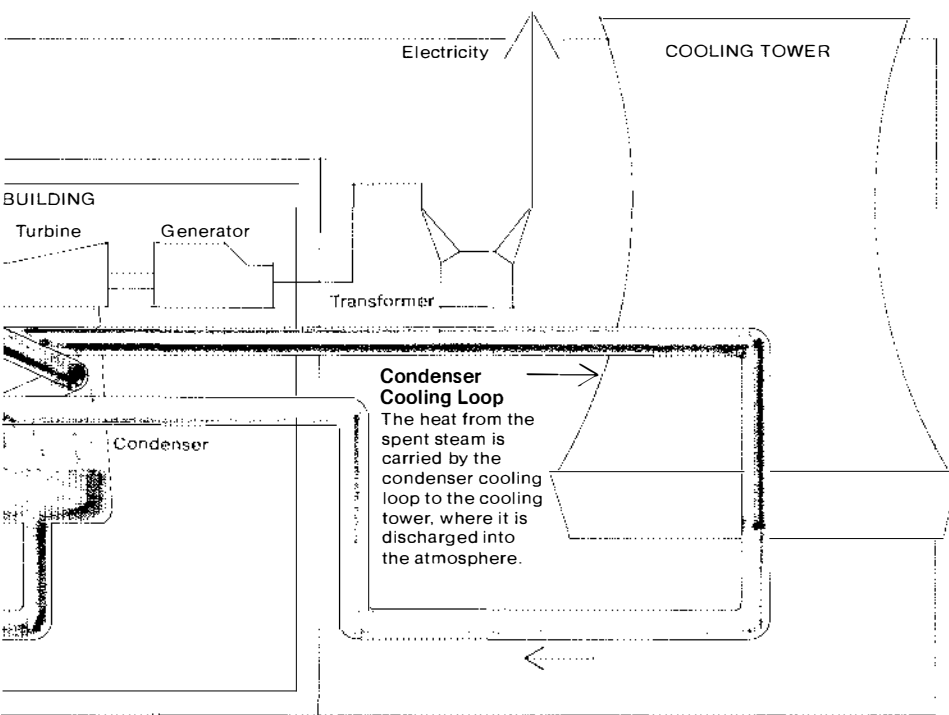 Electricity
COOLING TOWER
BUILDING
Turbine
Generator
Transformer
Condenser
Cooling Loop
The heat from the
spent steam is
carried by the
condenser cooling
loop to the cooling
tower, where it is
discharged into
the atmosphere.
Condenser